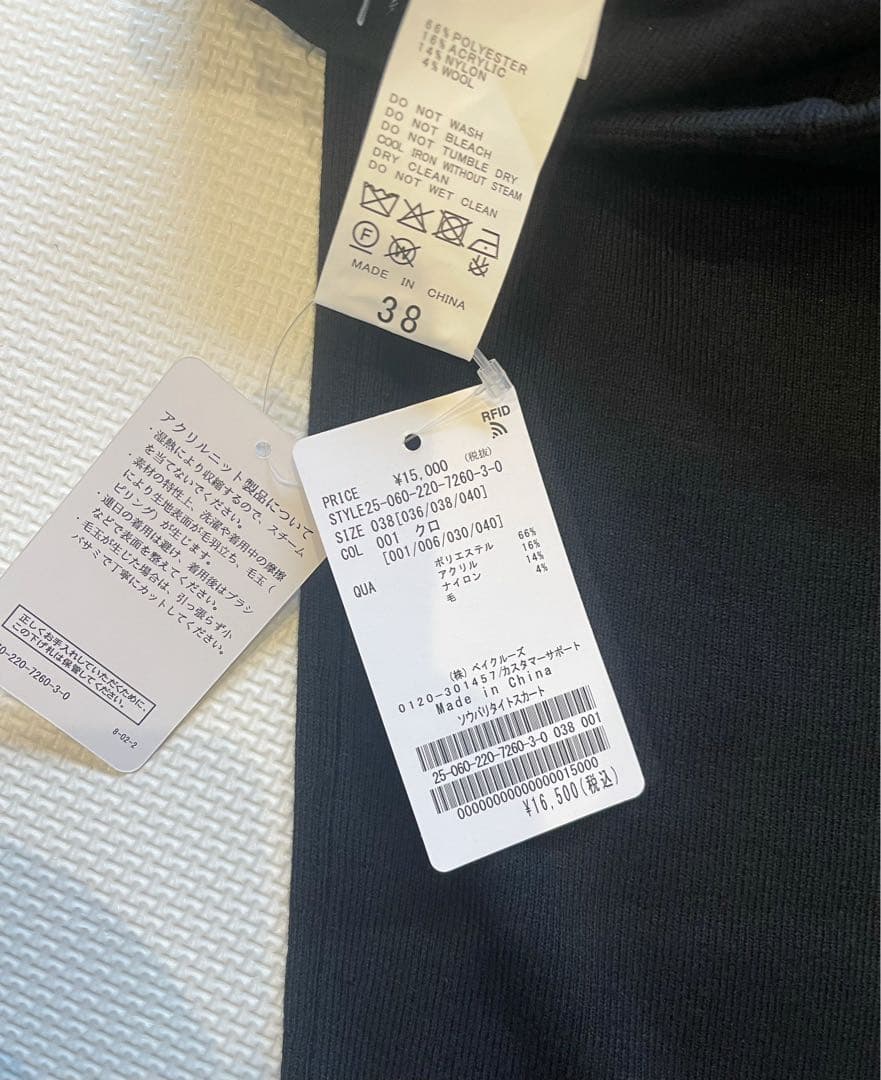 66% POLYESTER
16% ACRYLIC
14% NYLON
4% WOOL
DO NOT WASH
DO NOT BLEACH
DO NOT TUMBLE DRY
COOL IRON WITHOUT STEAM
DRY CLEAN
DO NOT WET CLEAN
F
W
MADE IN CHINA
38
アクリルニット製品について
・湿熱により収縮するので、スチーム
を当てないでください。
・素材の特性上、洗濯や着用中の摩擦
により生地表面が毛羽立ち、毛玉(
ピリング)が生じます。
・連日の着用は避け、着用後はブラシ
などで表面を整えてください。
・毛玉が生じた場合は、引っ張らず小
バサミで丁寧にカットしてください。
正しくお手入れしていただくために、
この下げ札は保管してください。
0-220-7260-3-0
8-02-2
RFID
PRICE ¥15,000 (税抜)
STYLE25-060-220-7260-3-0
SIZE 038[036/038/040]
COL 001 クロ
[001/006/030/040]
QUA ポリエステル 66%
アクリル 16%
ナイロン 14%
毛 4%
(株) ベイクルーズ
0120-301457/カスタマーサポート
Made in China
ソウバリタイトスカート
25-060-220-7260-3-0 038 001
0000000000000015000
¥16,500(税込)